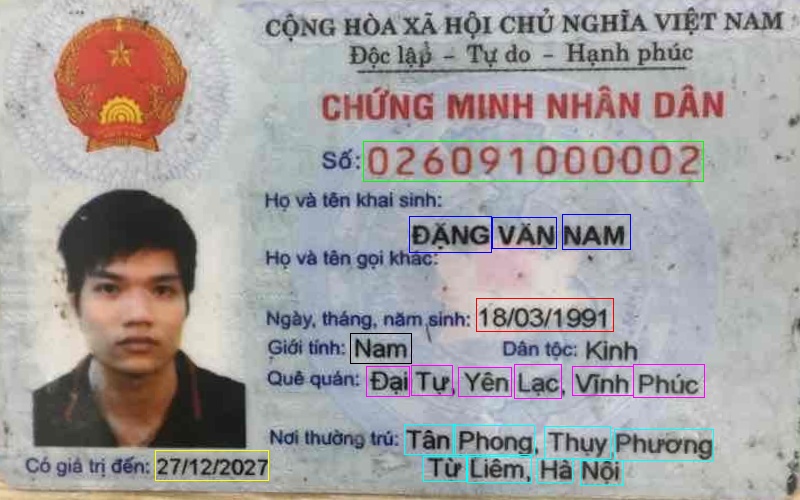 CỘNG HÒA XÃ HỘI CHỦ NGHĨA VIỆT NAM
Độc lập - Tự do - Hạnh phúc
CHỨNG MINH NHÂN DÂN
Số: 026091000002
Họ và tên khai sinh:
ĐẶNG VĂN NAM
Họ và tên gọi khác:
Ngày, tháng, năm sinh: 18/03/1991
Giới tính: Nam Dân tộc: Kinh
Quê quán: Đại Tự, Yên Lạc, Vĩnh Phúc
Nơi thường trú: Tân Phong, Thụy Phương
Từ Liêm, Hà Nội
Có giá trị đến: 27/12/2027